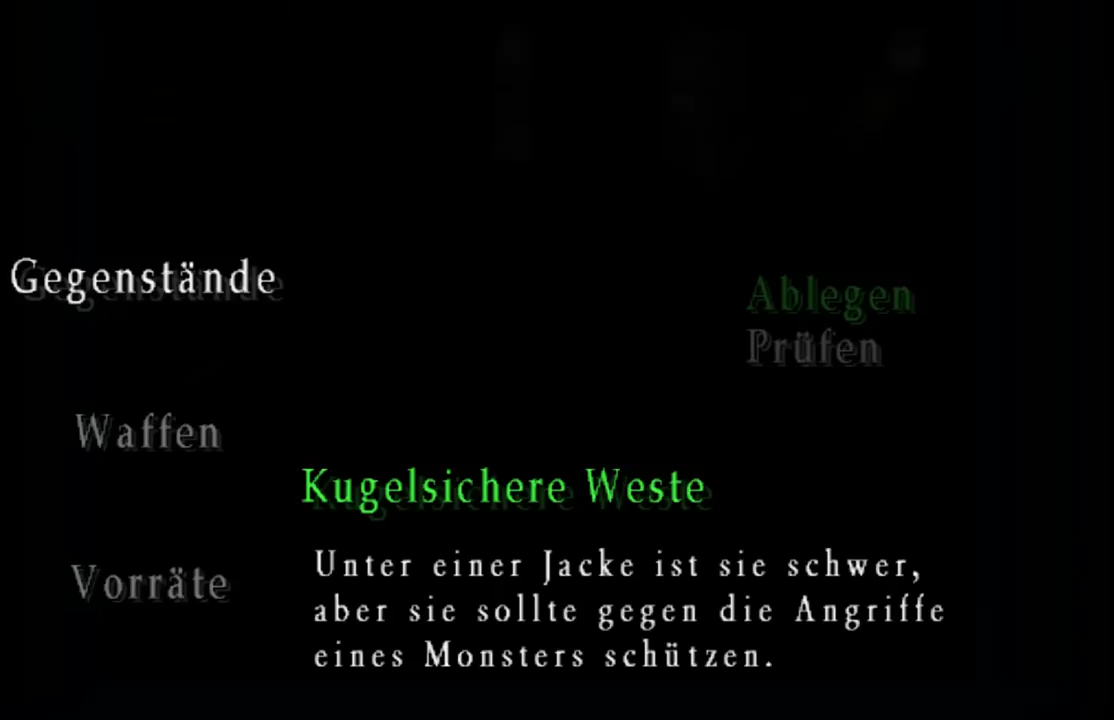 Gegenstände
Ablegen
Prüfen
Waffen
Kugelsichere Weste
Vorräte
Unter einer Jacke ist sie schwer,
aber sie sollte gegen die Angriffe
eines Monsters schützen.